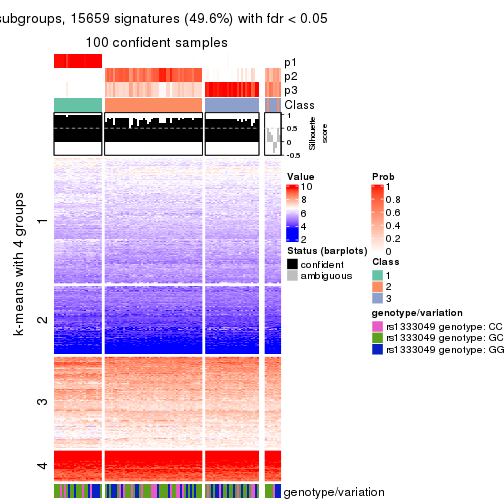 subgroups, 15659 signatures (49.6%) with fdr < 0.05
100 confident samples
p1
p2
p3
Class
1
0.5
0
-0.5
Silhouette
score
k-means with 4 groups
1
2
3
4
genotype/variation
Value
10
8
6
4
2
Status (barplots)
confident
ambiguous
Prob
1
0.8
0.6
0.4
0.2
0
Class
1
2
3
genotype/variation
rs1333049 genotype: CC
rs1333049 genotype: GC
rs1333049 genotype: GG